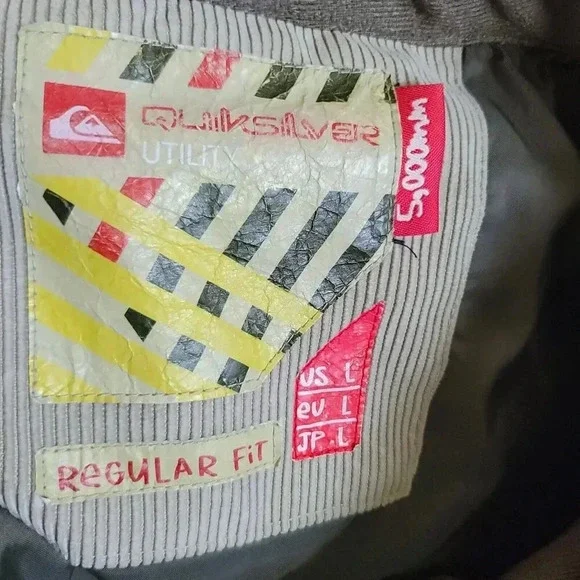 QUIKSILVER
UTILITY
5,000mm
US L
EU L
JP L
REGULAR FiT